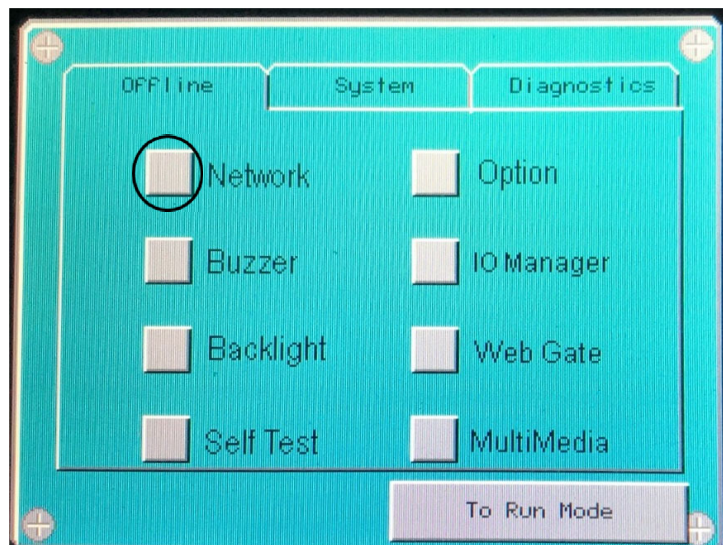 Offline System Diagnostics
Network Option
Buzzer IO Manager
Backlight Web Gate
Self Test MultiMedia
To Run Mode